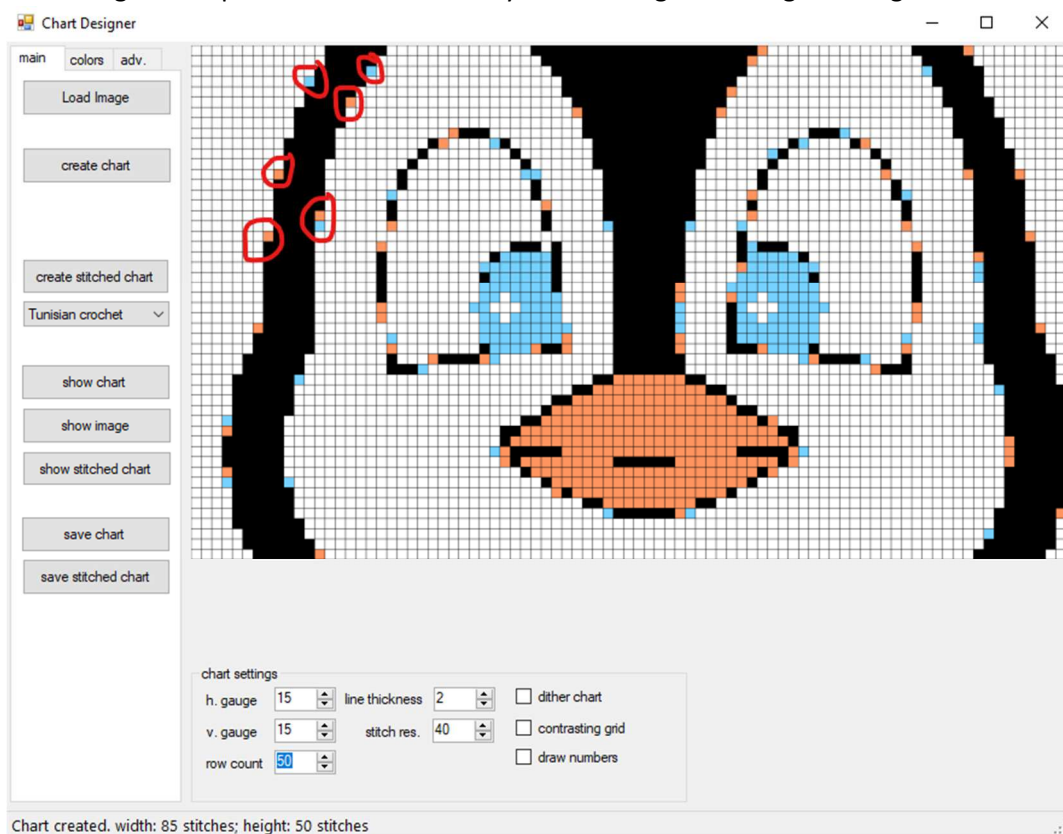 Chart Designer
main colors adv.
Load Image
create chart
create stitched chart
Tunisian crochet
show chart
show image
show stitched chart
save chart
save stitched chart
chart settings
h. gauge 15 line thickness 2 dither chart
v. gauge 15 stitch res. 40 contrasting grid
row count 50 draw numbers
Chart created. width: 85 stitches; height: 50 stitches